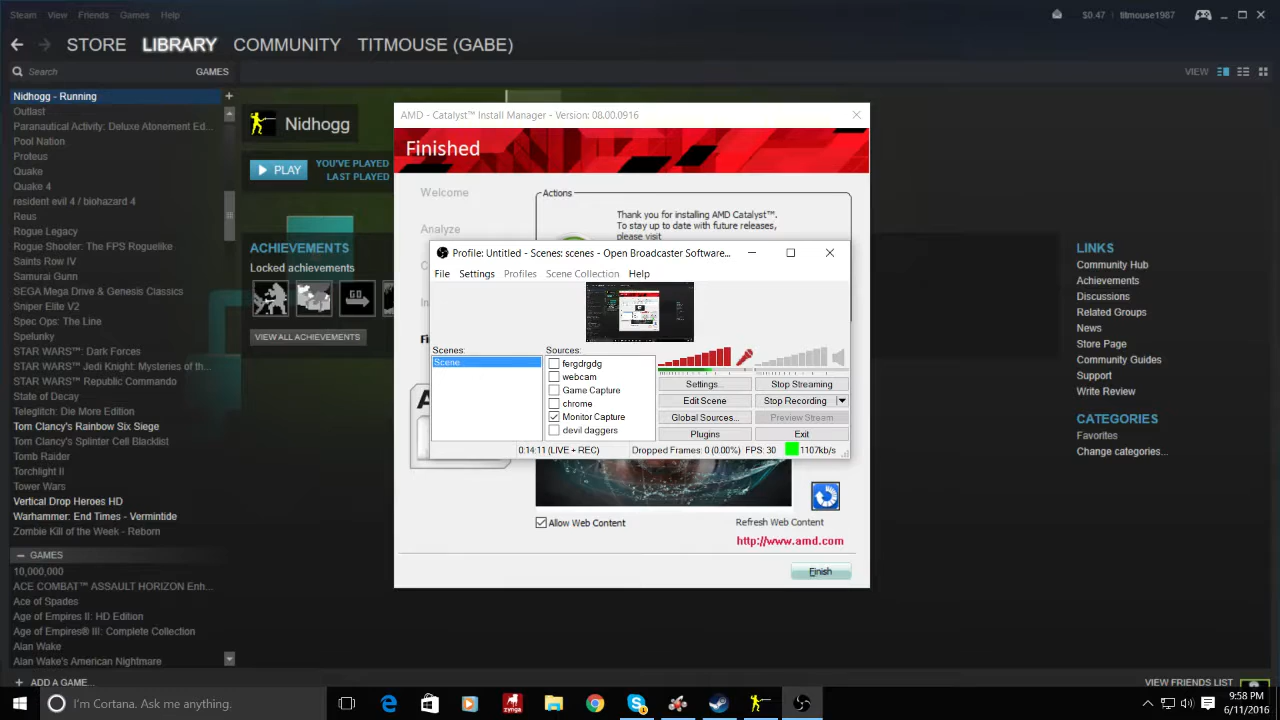 Steam View Friends Games Help
$0.47 titmouse1987
STORE LIBRARY COMMUNITY TITMOUSE (GABE)
Search GAMES
VIEW
Nidhogg - Running
Outlast
Paranautical Activity: Deluxe Atonement Ed...
Pool Nation
Proteus
Quake
Quake 4
resident evil 4 / biohazard 4
Reus
Rogue Legacy
Rogue Shooter: The FPS Roguelike
Saints Row IV
Samurai Gunn
SEGA Mega Drive & Genesis Classics
Sniper Elite V2
Spec Ops: The Line
Spelunky
STAR WARS™: Dark Forces
STAR WARS™ Jedi Knight: Mysteries of th...
STAR WARS™ Republic Commando
State of Decay
Teleglitch: Die More Edition
Tom Clancy's Rainbow Six Siege
Tom Clancy's Splinter Cell Blacklist
Tomb Raider
Torchlight II
Tower Wars
Vertical Drop Heroes HD
Warhammer: End Times - Vermintide
Zombie Kill of the Week - Reborn
GAMES
10,000,000
ACE COMBAT™ ASSAULT HORIZON Enh...
Ace of Spades
Age of Empires II: HD Edition
Age of Empires® III: Complete Collection
Alan Wake
Alan Wake's American Nightmare
ADD A GAME...
Nidhogg
PLAY
YOU'VE PLAYED
LAST PLAYED
ACHIEVEMENTS
Locked achievements
GO
VIEW ALL ACHIEVEMENTS
AMD - Catalyst™ Install Manager - Version: 08.00.0916
Finished
Welcome
Analyze
Actions
Thank you for installing AMD Catalyst™.
To stay up to date with future releases,
please visit
Profile: Untitled - Scenes: scenes - Open Broadcaster Software...
File Settings Profiles Scene Collection Help
Scenes:
Scene
Sources:
fergdrgdg
webcam
Game Capture
chrome
Monitor Capture
devil daggers
Settings... Stop Streaming
Edit Scene Stop Recording
Global Sources... Preview Stream
Plugins Exit
0:14:11 (LIVE + REC) Dropped Frames: 0 (0.00%) FPS: 30 1107kb/s
Allow Web Content
Refresh Web Content
http://www.amd.com
Finish
LINKS
Community Hub
Achievements
Discussions
Related Groups
News
Store Page
Community Guides
Support
Write Review
CATEGORIES
Favorites
Change categories...
VIEW FRIENDS LIST
I'm Cortana. Ask me anything.
zynga
9:58 PM
6/11/2016